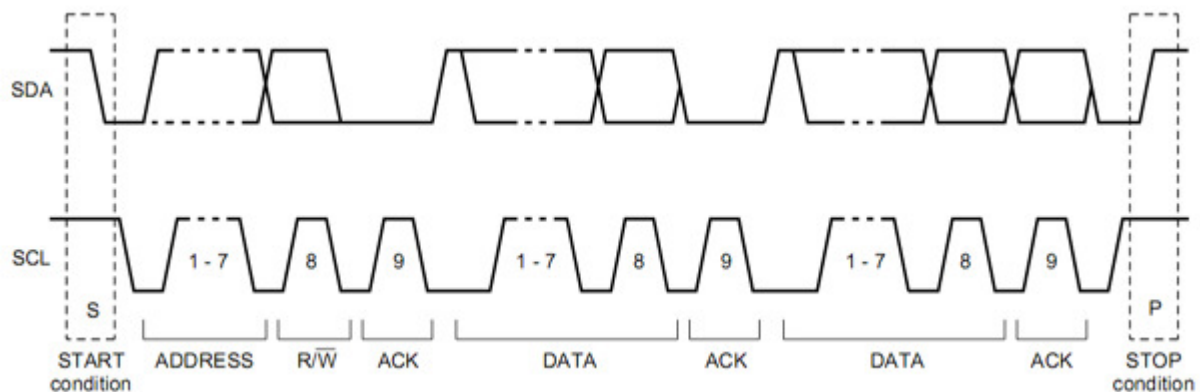 SDA
SCL
1 - 7 8 9 1 - 7 8 9 1 - 7 8 9
S P
START condition ADDRESS R/W̅ ACK DATA ACK DATA ACK STOP condition